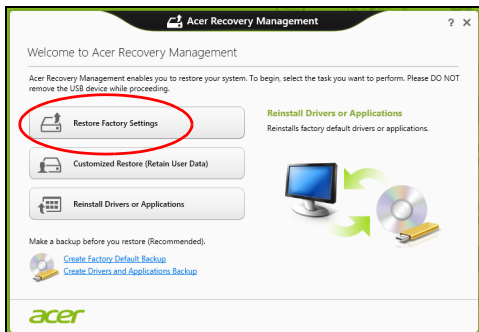 Acer Recovery Management
? ×
Welcome to Acer Recovery Management
Acer Recovery Management enables you to restore your system. To begin, select the task you want to perform. Please DO NOT
remove the USB device while proceeding.
Restore Factory Settings
Customized Restore (Retain User Data)
Reinstall Drivers or Applications
Reinstall Drivers or Applications
Reinstalls factory default drivers or applications.
Make a backup before you restore (Recommended).
Create Factory Default Backup
Create Drivers and Applications Backup
acer